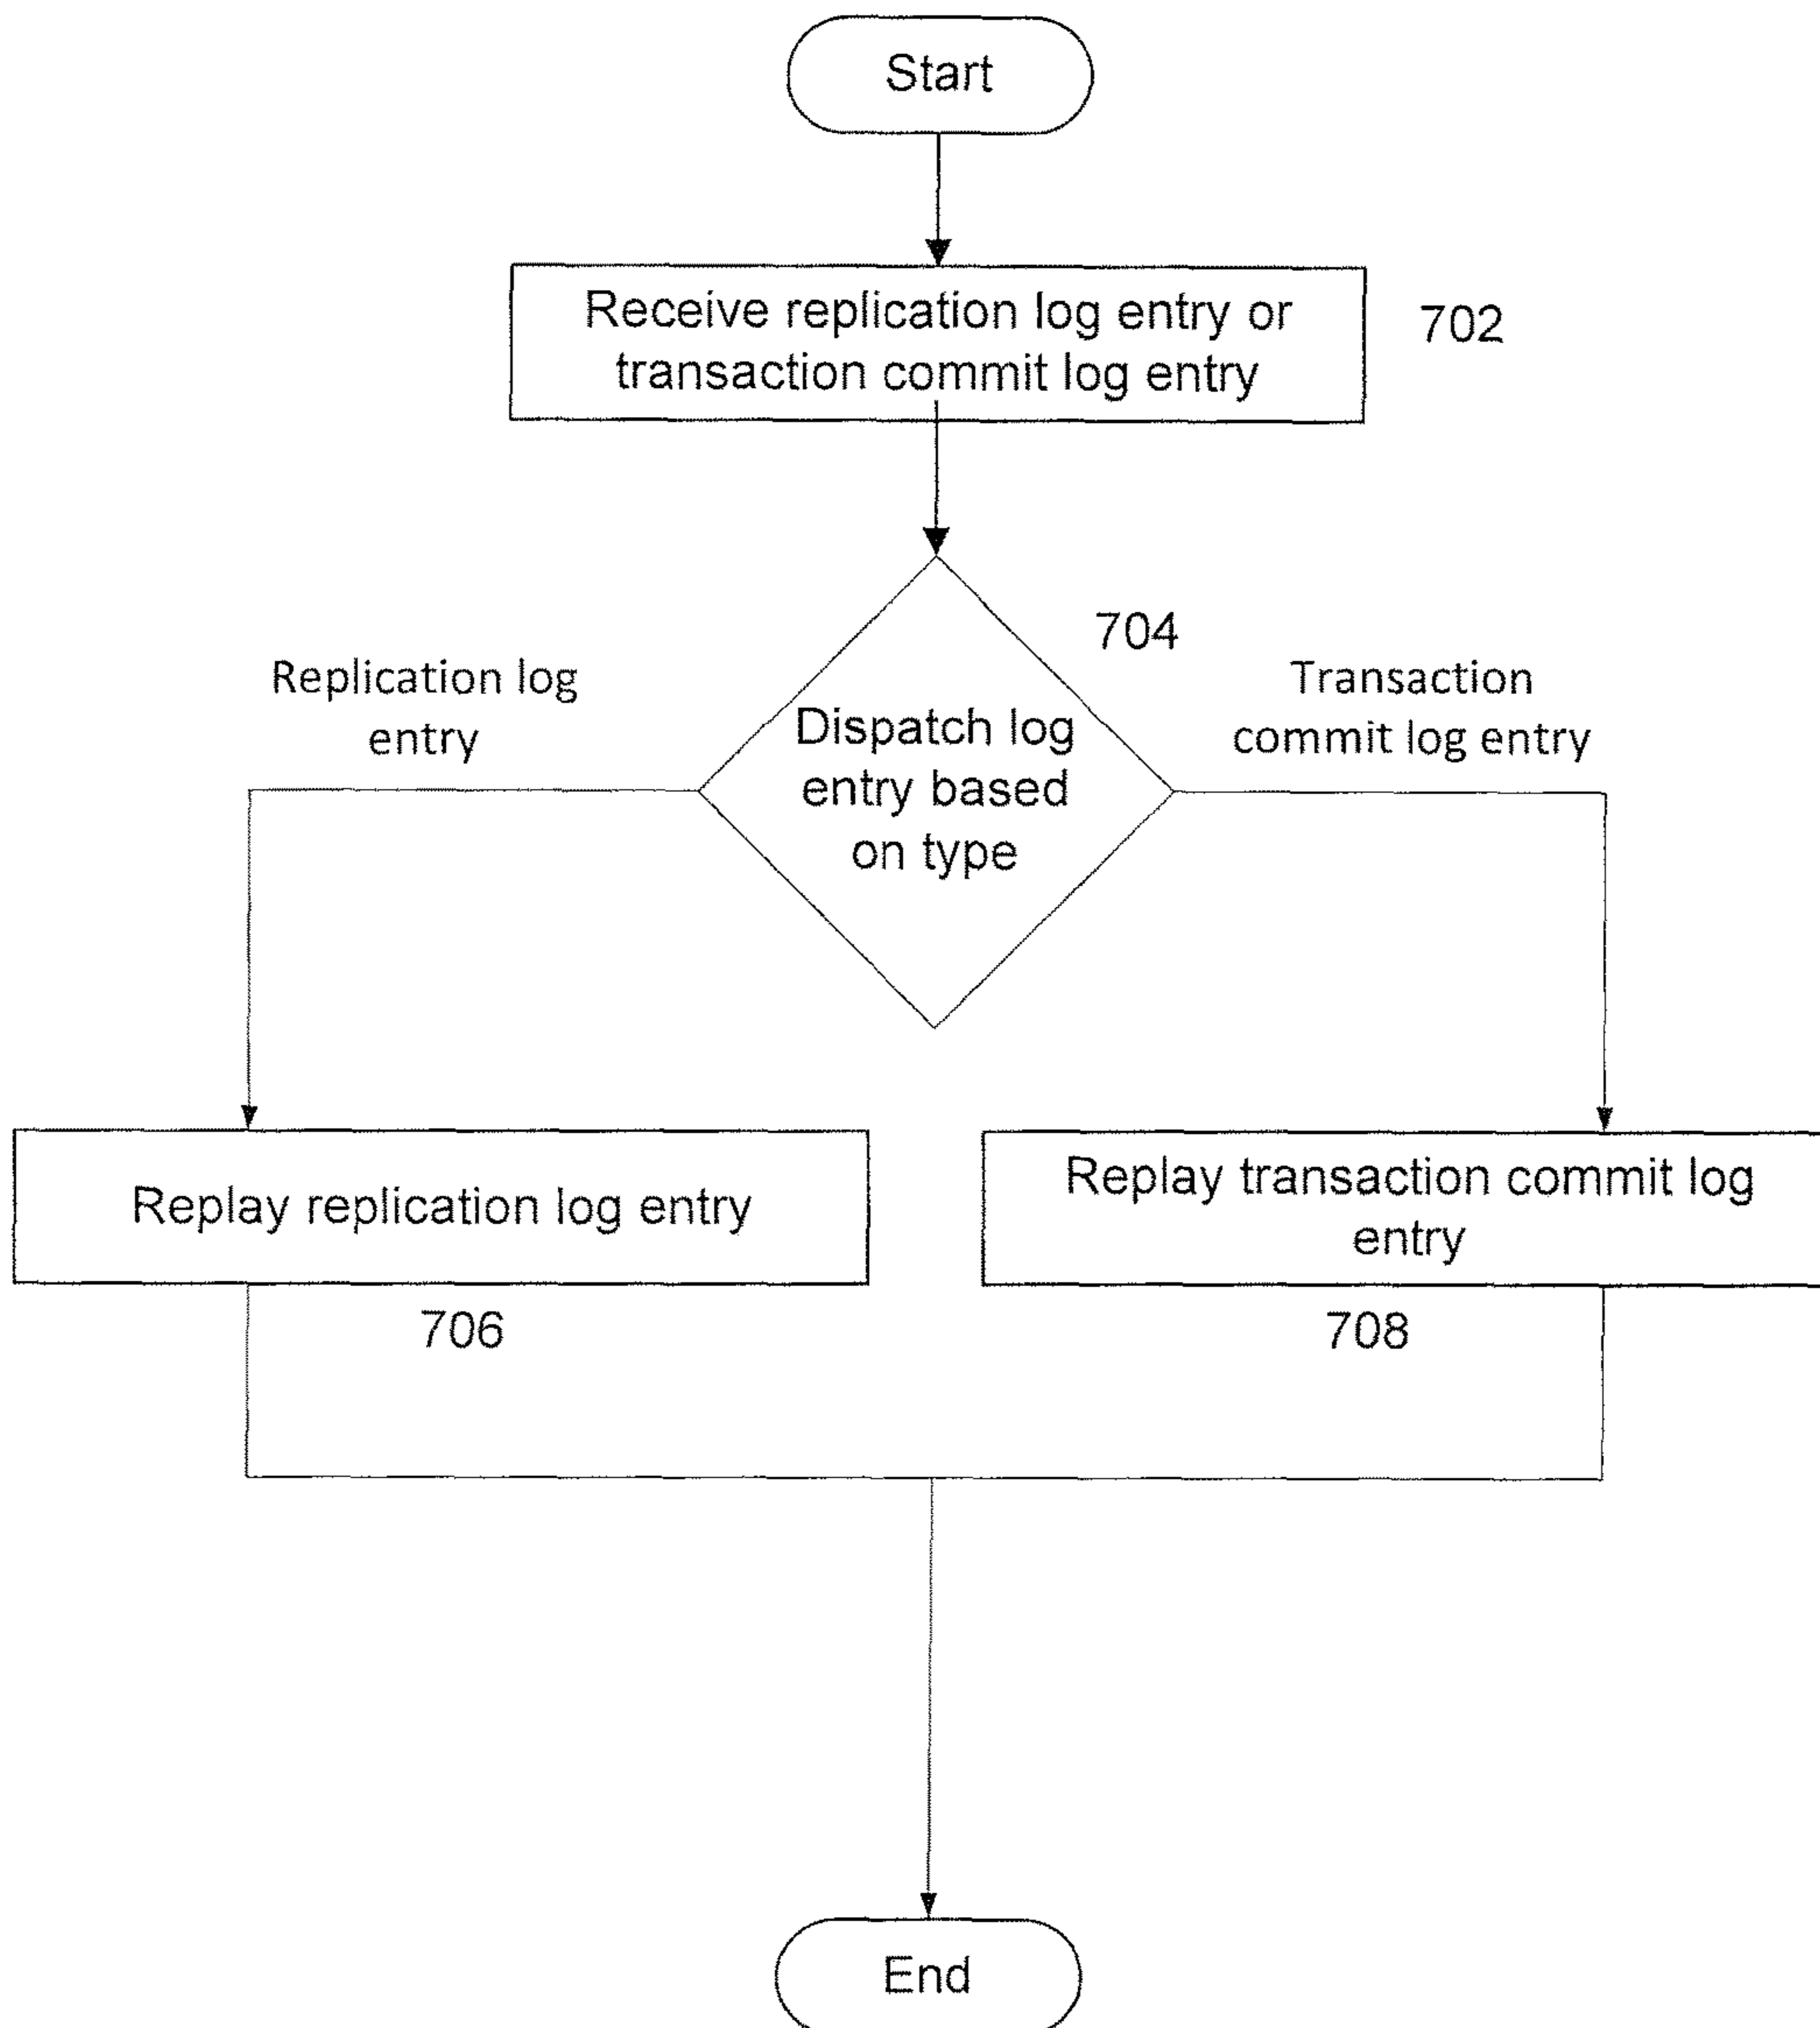 Start
Receive replication log entry or
transaction commit log entry
702
704
Replication log
entry
Dispatch log
entry based
on type
Transaction
commit log entry
Replay replication log entry
706
Replay transaction commit log
entry
708
End